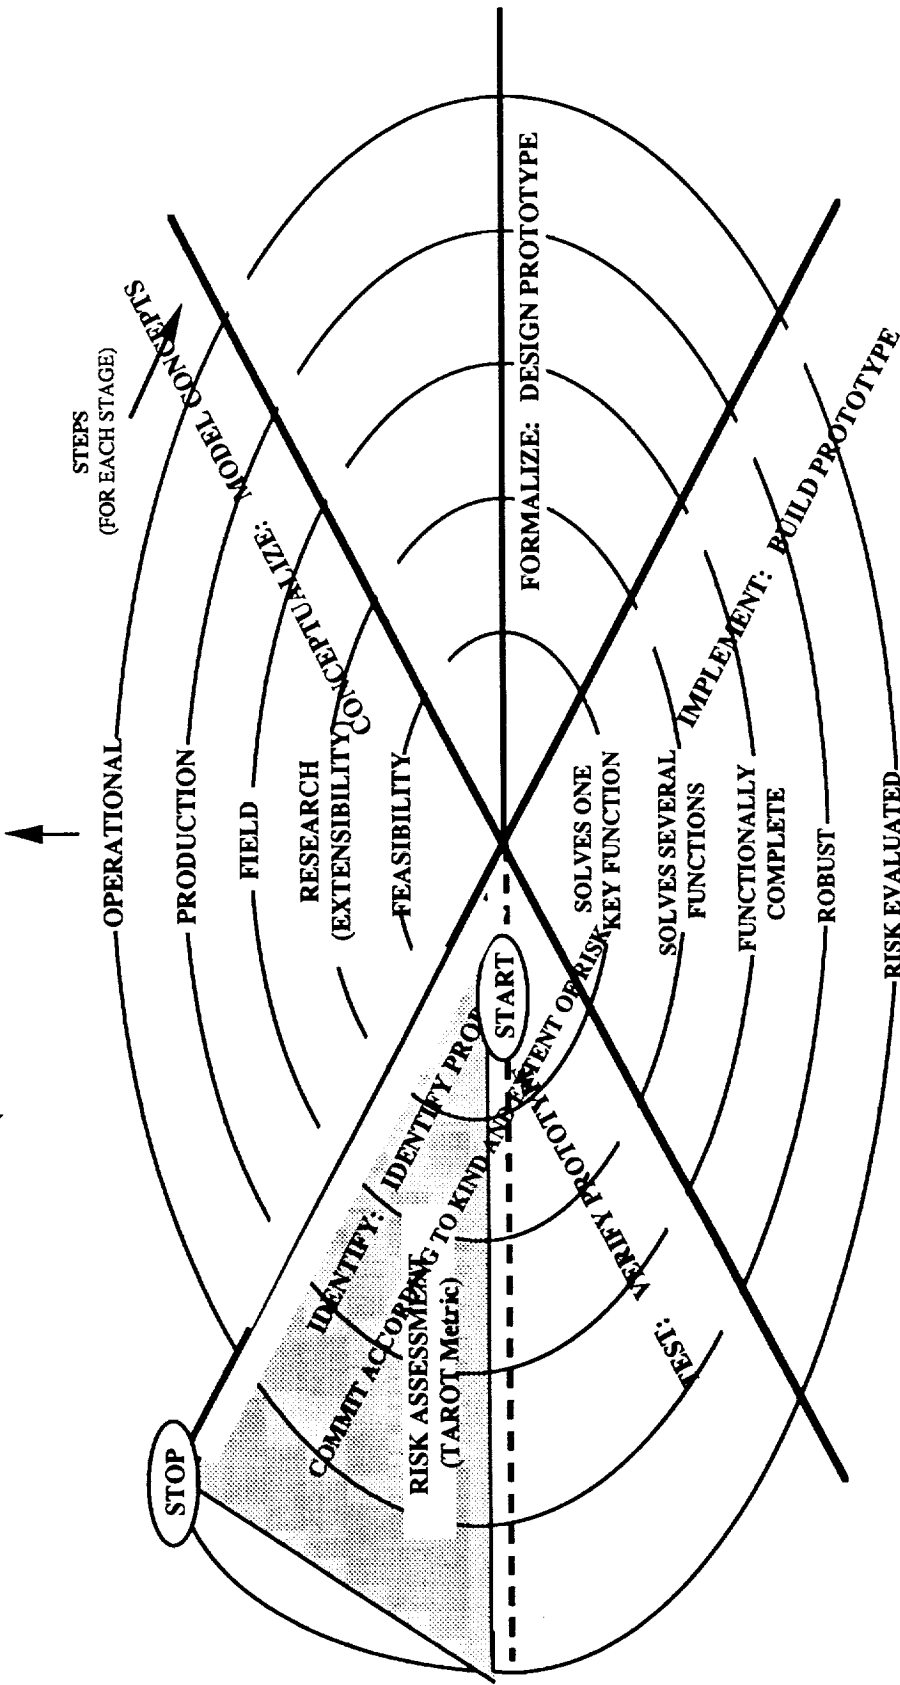 STEPS
(FOR EACH STAGE)
OPERATIONAL
PRODUCTION
FIELD
RESEARCH
(EXTENSIBILITY)
FEASIBILITY
CONCEPTUALIZE: MODEL CONCEPTS
FORMALIZE: DESIGN PROTOTYPE
IMPLEMENT: BUILD PROTOTYPE
SOLVES ONE
KEY FUNCTION
SOLVES SEVERAL
FUNCTIONS
FUNCTIONALLY
COMPLETE
ROBUST
RISK EVALUATED
STOP
START
IDENTIFY: IDENTIFY
COMMIT ACCORDING TO KIND AND EXTENT OF RISK
RISK ASSESSMENT
(TAROT Metric)
TEST: VERIFY